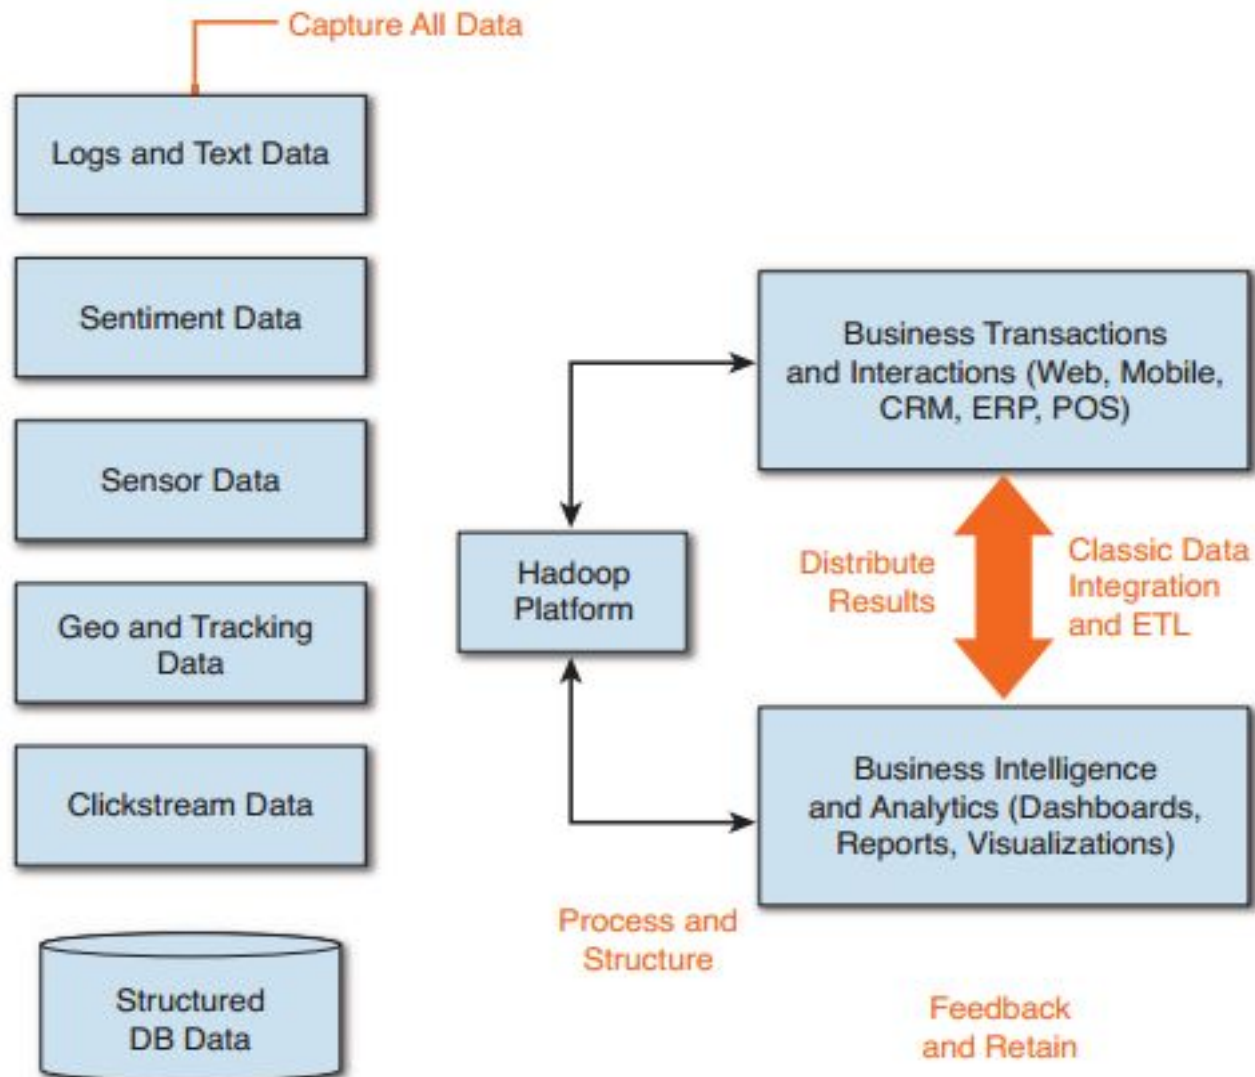 Capture All Data
Logs and Text Data
Sentiment Data
Sensor Data
Geo and Tracking
Data
Clickstream Data
Structured
DB Data
Hadoop
Platform
Business Transactions
and Interactions (Web, Mobile,
CRM, ERP, POS)
Distribute
Results
Classic Data
Integration
and ETL
Business Intelligence
and Analytics (Dashboards,
Reports, Visualizations)
Process and
Structure
Feedback
and Retain